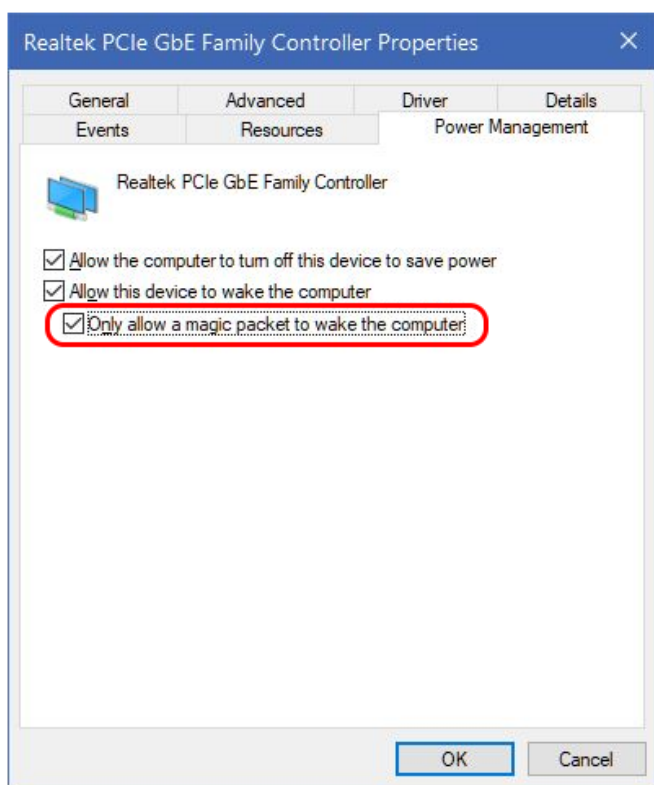 Realtek PCIe GbE Family Controller Properties
General Advanced Driver Details
Events Resources Power Management
Realtek PCIe GbE Family Controller
Allow the computer to turn off this device to save power
Allow this device to wake the computer
Only allow a magic packet to wake the computer
OK Cancel